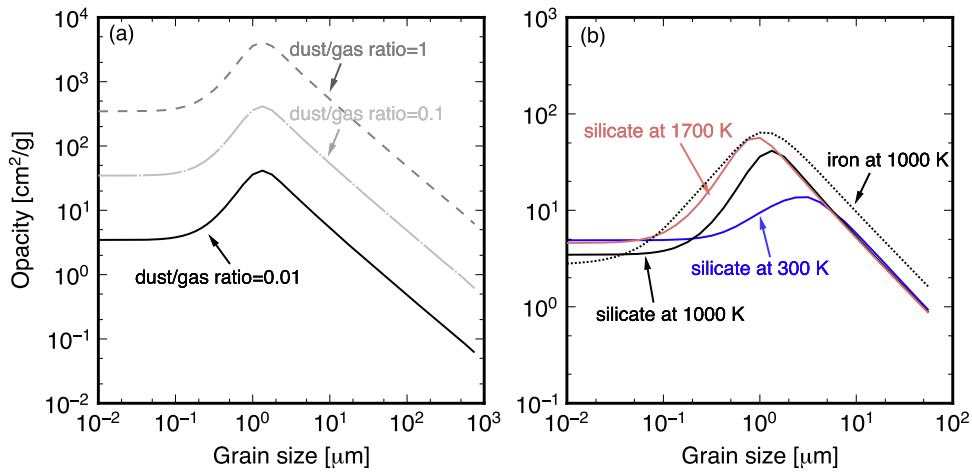 (a)
dust/gas ratio=1
dust/gas ratio=0.1
dust/gas ratio=0.01
Opacity [cm²/g]
10⁴
10³
10²
10¹
10⁰
10⁻¹
10⁻²
10⁻² 10⁻¹ 10⁰ 10¹ 10² 10³
Grain size [μm]
(b)
silicate at 1700 K
iron at 1000 K
silicate at 300 K
silicate at 1000 K
10³
10²
10¹
10⁰
10⁻¹
10⁻² 10⁻¹ 10⁰ 10¹ 10²
Grain size [μm]